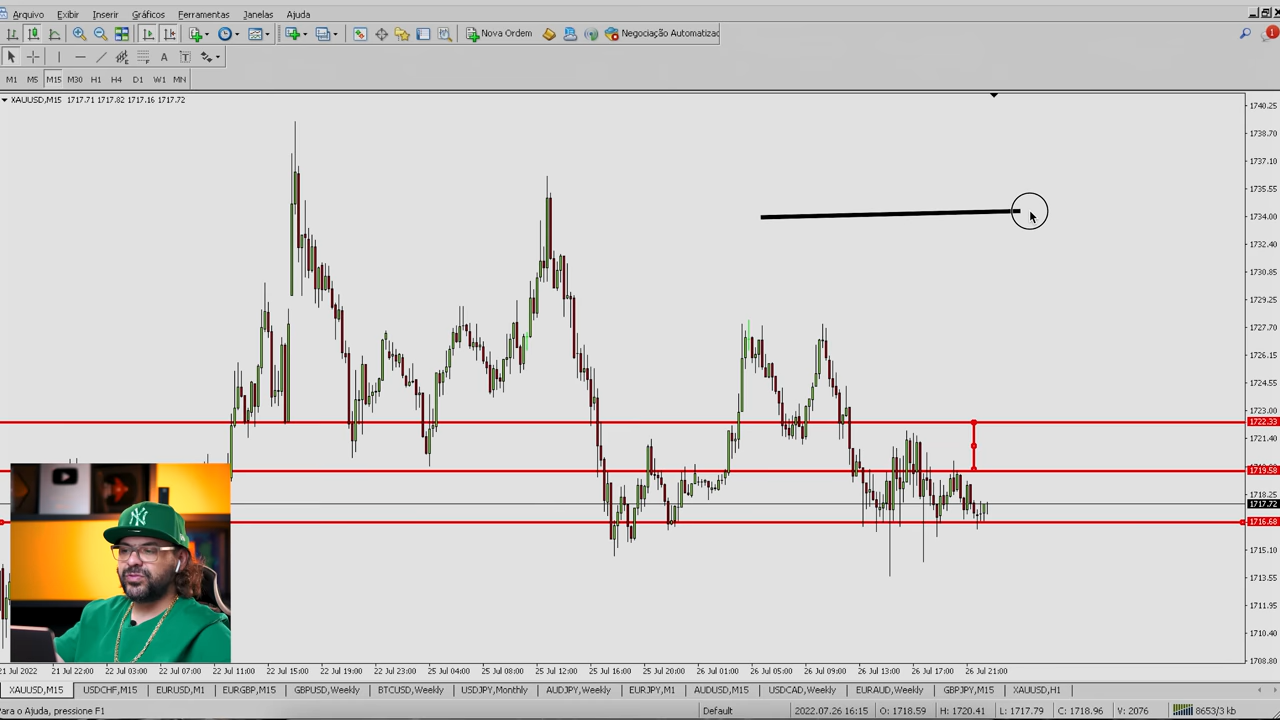 Arquivo Exibir Inserir Gráficos Ferramentas Janelas Ajuda
Nova Ordem Negociação Automatizac 1
A T
M1 M5 M15 M30 H1 H4 D1 W1 MN
XAUUSD,M15 1717.71 1717.82 1717.16 1717.72
1740.25
1738.70
1737.10
1735.55
1734.00
1732.40
1730.85
1729.25
1727.70
1726.15
1724.55
1723.00
1722.33
1721.40
1719.58
1718.25
1717.72
1716.68
1715.10
1713.55
1711.95
1710.40
1708.80
NY
21 Jul 2022 21 Jul 22:00 22 Jul 03:00 22 Jul 07:00 22 Jul 11:00 22 Jul 15:00 22 Jul 19:00 22 Jul 23:00 25 Jul 04:00 25 Jul 08:00 25 Jul 12:00 25 Jul 16:00 25 Jul 20:00 26 Jul 01:00 26 Jul 05:00 26 Jul 09:00 26 Jul 13:00 26 Jul 17:00 26 Jul 21:00
XAUUSD,M15 USDCHF,M15 EURUSD,M1 EURGBP,M15 GBPUSD,Weekly BTCUSD,Weekly USDJPY,Monthly AUDJPY,Weekly EURJPY,M1 AUDUSD,M15 USDCAD,Weekly EURAUD,Weekly GBPJPY,M15 XAUUSD,H1
Para o Ajuda, pressione F1 Default 2022.07.26 16:15 O: 1718.59 H: 1720.41 L: 1717.79 C: 1718.96 V: 2076 8653/3 kb